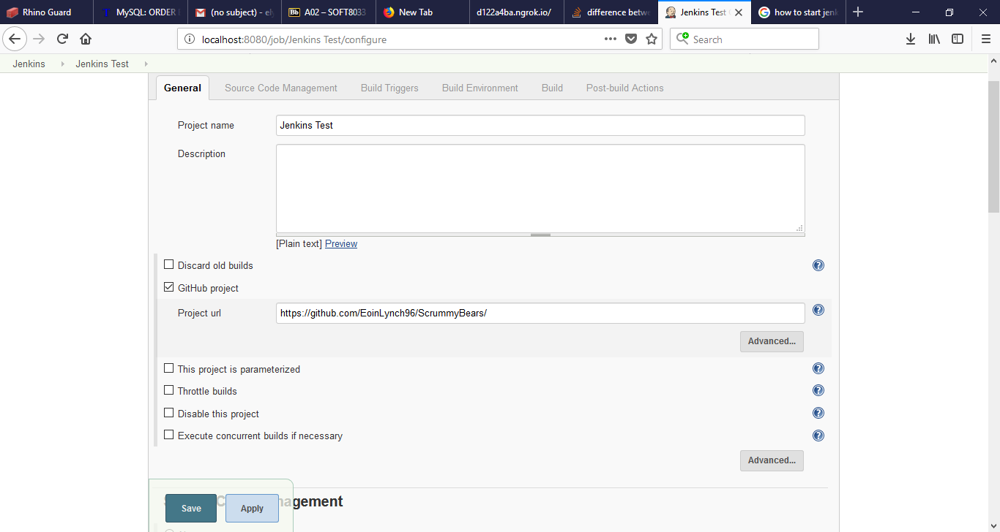 Rhino Guard
MySQL: ORDER
(no subject) - el
Bb A02 – SOFT8033
New Tab
d122a4ba.ngrok.io/
difference betwe
Jenkins Test
how to start jenk
localhost:8080/job/Jenkins Test/configure
Search
Jenkins
Jenkins Test
General
Source Code Management
Build Triggers
Build Environment
Build
Post-build Actions
Project name
Jenkins Test
Description
[Plain text] Preview
Discard old builds
GitHub project
Project url
https://github.com/EoinLynch96/ScrummyBears/
Advanced...
This project is parameterized
Throttle builds
Disable this project
Execute concurrent builds if necessary
Advanced...
Save
Apply
agement